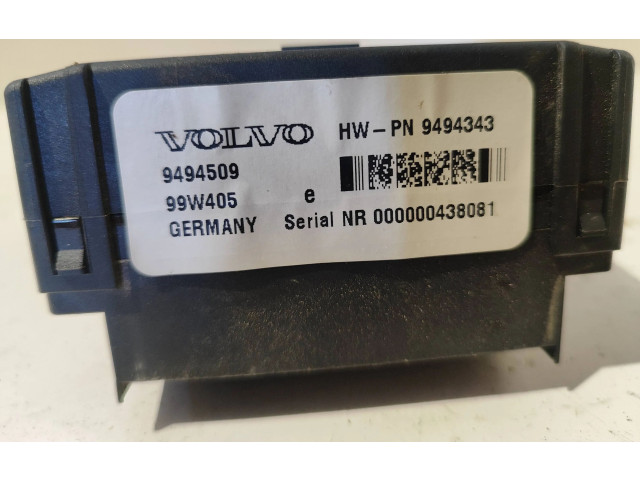 VOLVO HW-PN 9494343
9494509
99W405 e
GERMANY Serial NR 000000438081